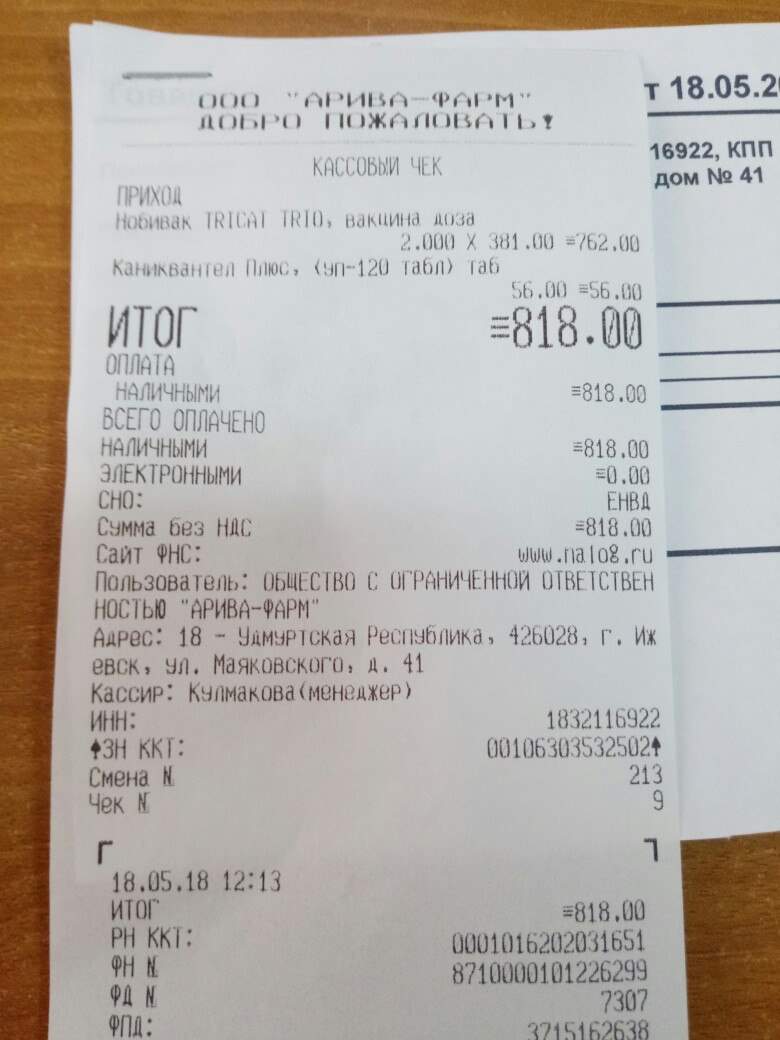 ООО "АРИВА-ФАРМ"
ДОБРО ПОЖАЛОВАТЬ!
КАССОВЫЙ ЧЕК
ПРИХОД
Нобивак TRICAT TRIO, вакцина доза
2.000 X 381.00 =762.00
Каниквантел Плюс, (уп-120 табл) таб
56.00 =56.00
ИТОГ =818.00
ОПЛАТА
НАЛИЧНЫМИ =818.00
ВСЕГО ОПЛАЧЕНО
НАЛИЧНЫМИ =818.00
ЭЛЕКТРОННЫМИ =0.00
СНО: ЕНВД
Сумма без НДС =818.00
Сайт ФНС: www.nalog.ru
Пользователь: ОБЩЕСТВО С ОГРАНИЧЕННОЙ ОТВЕТСТВЕН
НОСТЬЮ "АРИВА-ФАРМ"
Адрес: 18 - Удмуртская Республика, 426028, г. Иж
евск, ул. Маяковского, д. 41
Кассир: Кулмакова(менеджер)
ИНН: 1832116922
ЗН ККТ: 00106303532502
Смена № 213
Чек № 9
18.05.18 12:13
ИТОГ =818.00
РН ККТ: 0001016202031651
ФН № 8710000101226299
ФД № 7307
ФПД: 3715162638
т 18.05.20
16922, КПП
дом № 41